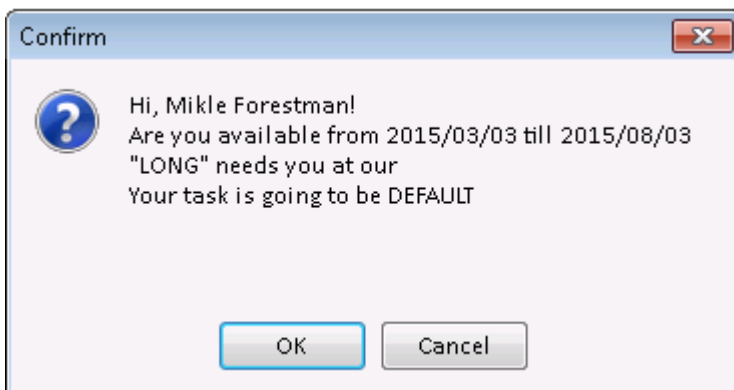 Confirm
Hi, Mikle Forestman!
Are you available from 2015/03/03 till 2015/08/03
"LONG" needs you at our
Your task is going to be DEFAULT
OK Cancel